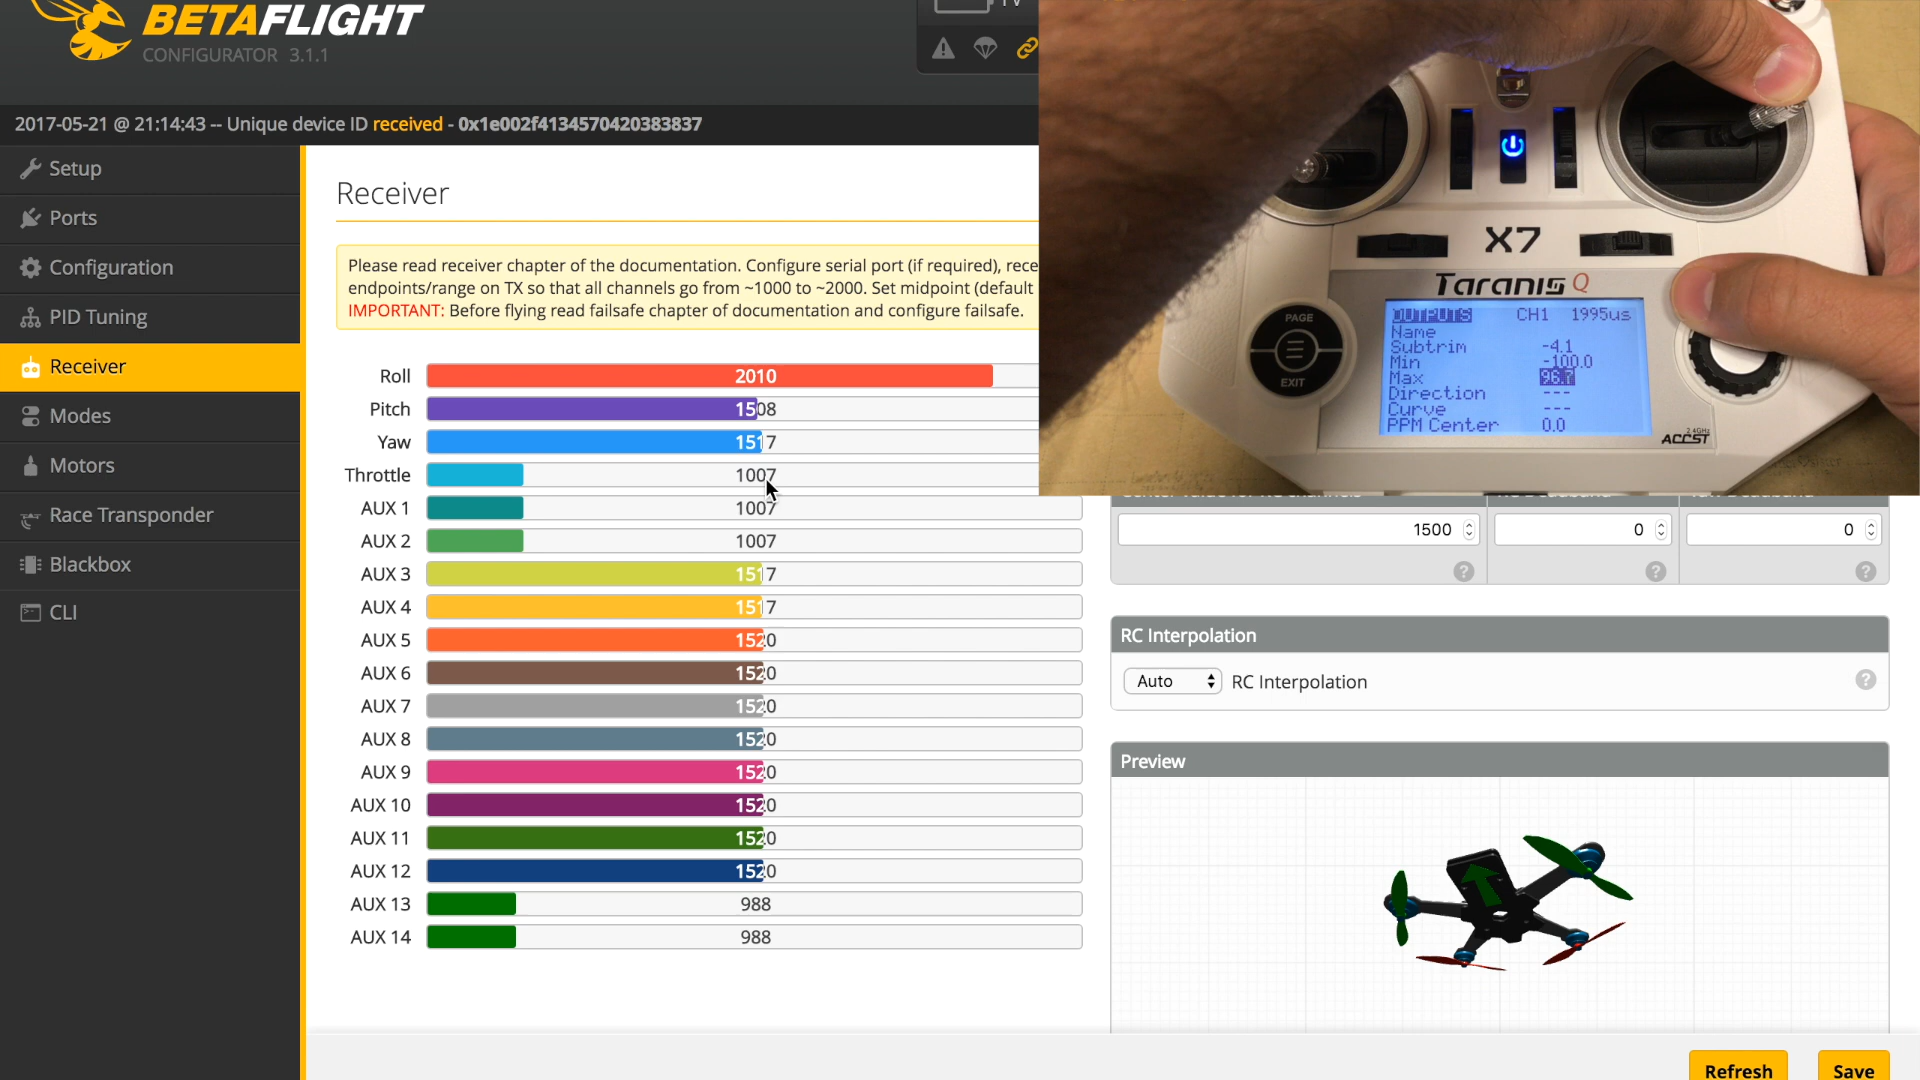 BETAFLIGHT
CONFIGURATOR 3.1.1
2017-05-21 @ 21:14:43 -- Unique device ID received - 0x1e002f4134570420383837
Setup
Ports
Configuration
PID Tuning
Receiver
Modes
Motors
Race Transponder
Blackbox
CLI
Receiver
Please read receiver chapter of the documentation. Configure serial port (if required), rece
endpoints/range on TX so that all channels go from ~1000 to ~2000. Set midpoint (default
IMPORTANT: Before flying read failsafe chapter of documentation and configure failsafe.
Roll 2010
Pitch 1508
Yaw 1517
Throttle 1007
AUX 1 1007
AUX 2 1007
AUX 3 1517
AUX 4 1517
AUX 5 1520
AUX 6 1520
AUX 7 1520
AUX 8 1520
AUX 9 1520
AUX 10 1520
AUX 11 1520
AUX 12 1520
AUX 13 988
AUX 14 988
X7
Taranis Q
PAGE
EXIT
OUTPUTS CH1 1995us
Name
Subtrim -4.1
Min -100.0
Max 96.7
Direction ---
Curve ---
PPM Center 0.0
2.4GHz
ACCST
1500 0 0
RC Interpolation
Auto RC Interpolation
Preview
Refresh Save